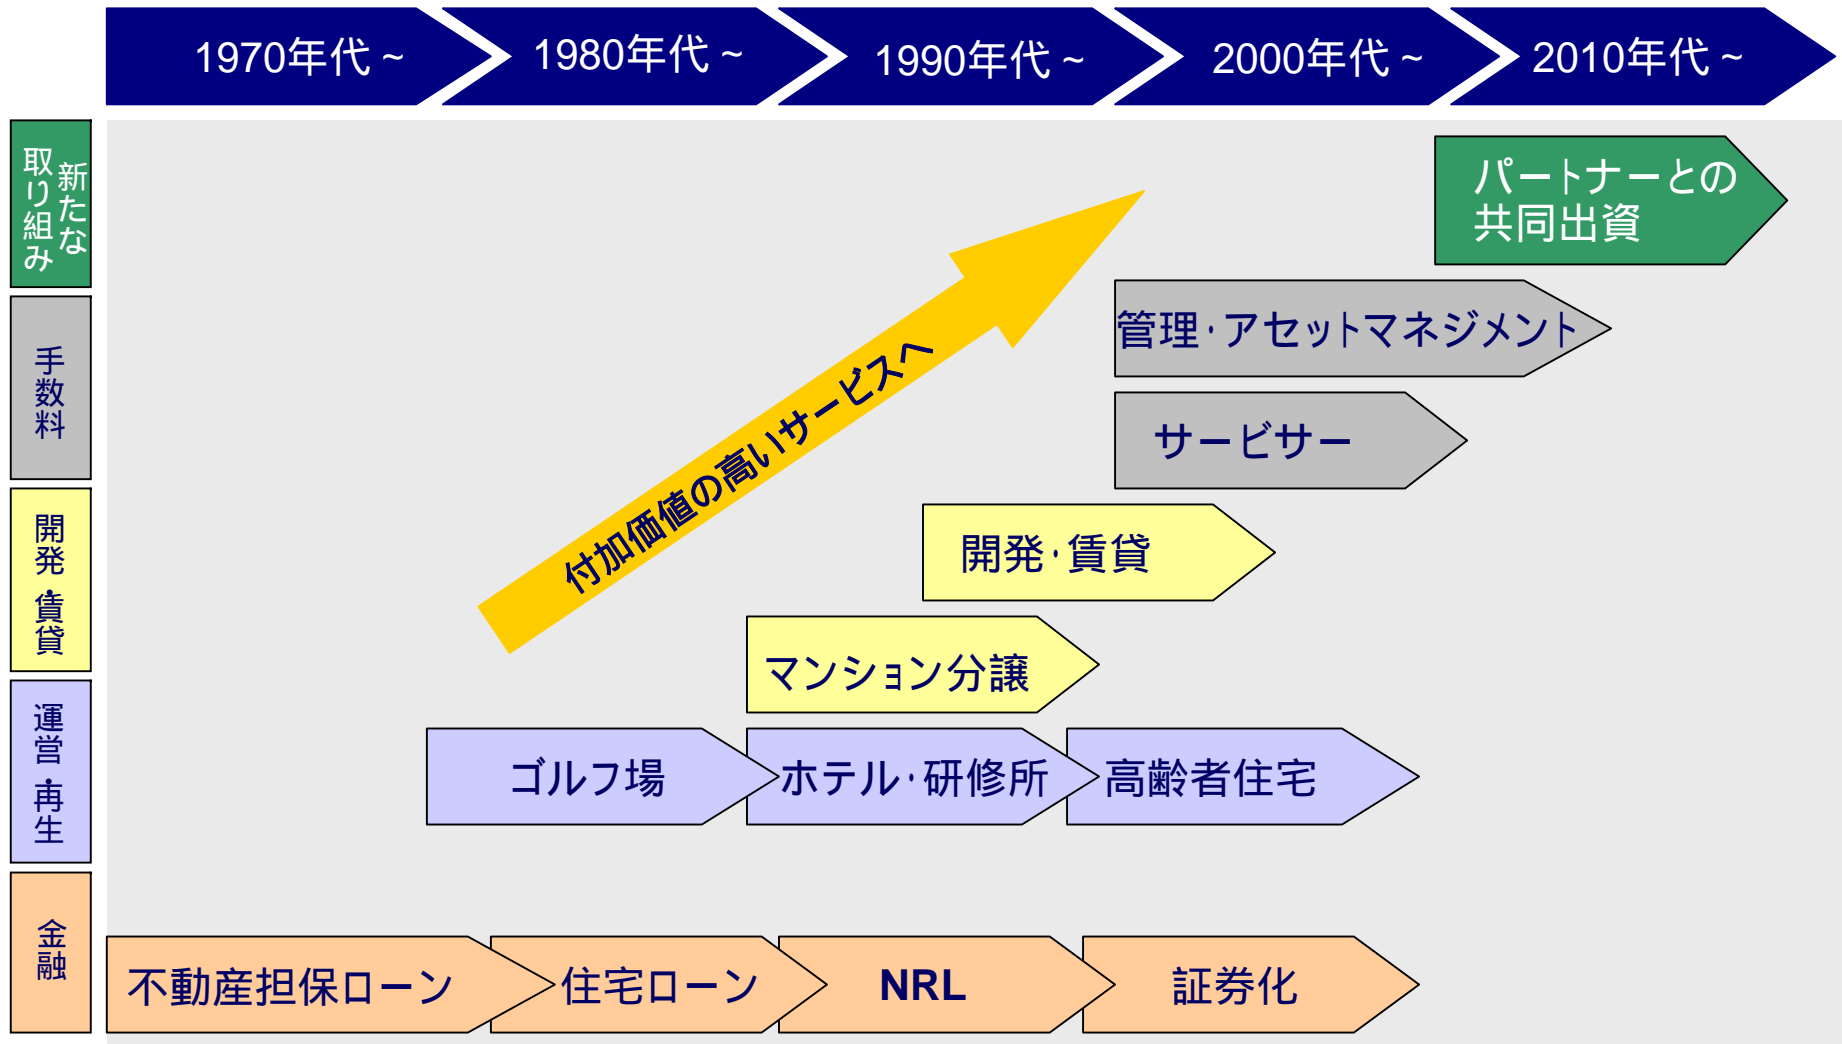 1970年代 ~
1980年代 ~
1990年代 ~
2000年代 ~
2010年代 ~
新たな
取り組み
パートナーとの
共同出資
手数料
管理・アセットマネジメント
サービサー
付加価値の高いサービスへ
開発・賃貸
開発・賃貸
マンション分譲
運営・再生
ゴルフ場
ホテル・研修所
高齢者住宅
金融
不動産担保ローン
住宅ローン
NRL
証券化